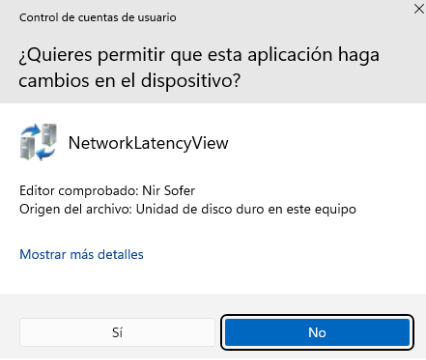 Control de cuentas de usuario
¿Quieres permitir que esta aplicación haga
cambios en el dispositivo?
NetworkLatencyView
Editor comprobado: Nir Sofer
Origen del archivo: Unidad de disco duro en este equipo
Mostrar más detalles
Sí
No